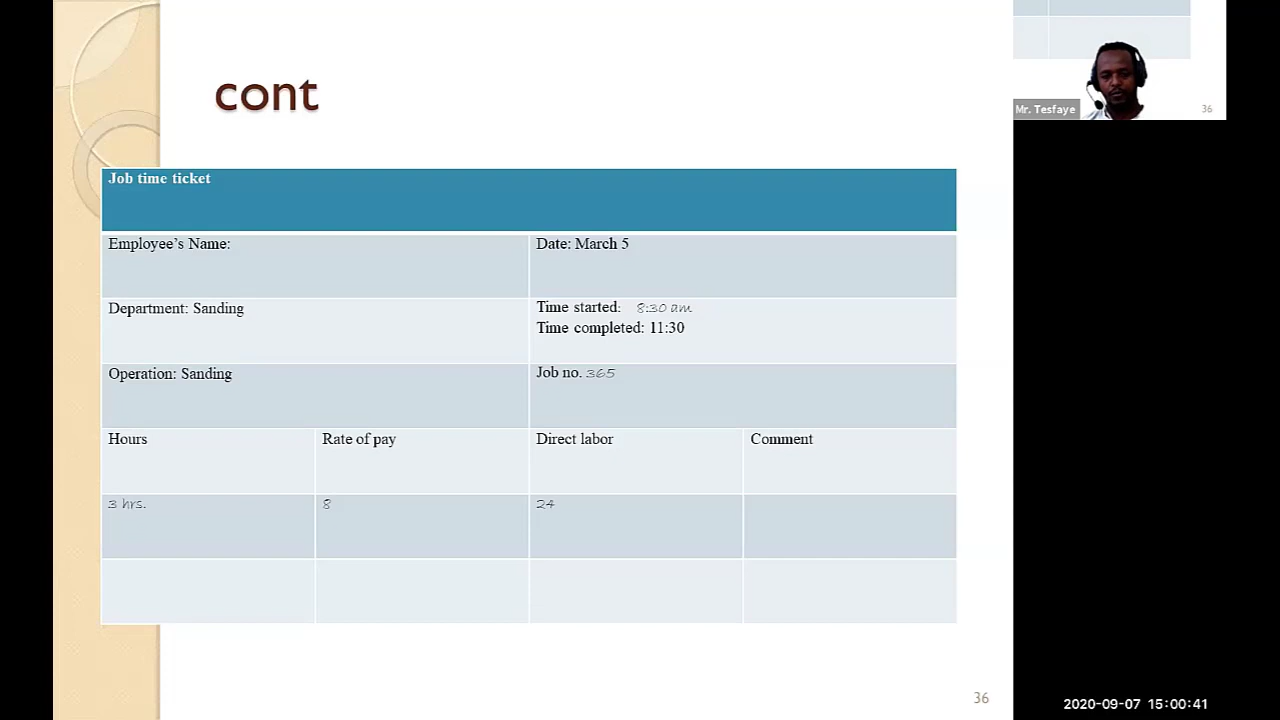 cont
Job time ticket
Employee's Name:
Date: March 5
Department: Sanding
Time started: 8:30 am
Time completed: 11:30
Operation: Sanding
Job no. 365
Hours
Rate of pay
Direct labor
Comment
3 hrs.
8
24
36
Mr. Tesfaye
36
2020-09-07 15:00:41